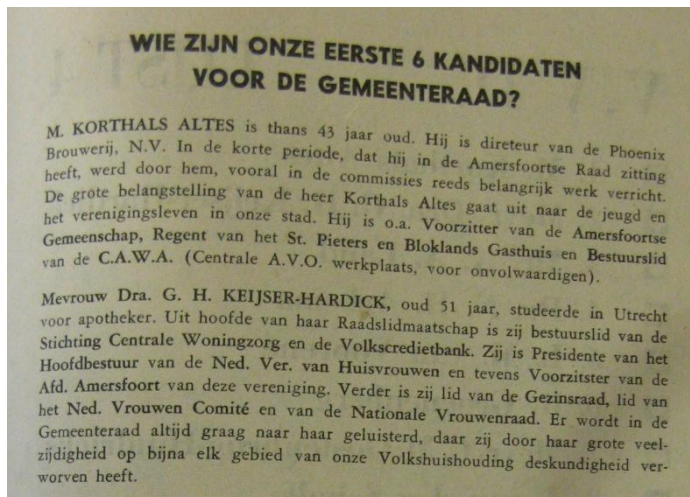 WIE ZIJN ONZE EERSTE 6 KANDIDATEN
VOOR DE GEMEENTERAAD?
M. KORTHALS ALTES is thans 43 jaar oud. Hij is direteur van de Phoenix
Brouwerij, N.V. In de korte periode, dat hij in de Amersfoortse Raad zitting
heeft, werd door hem, vooral in de commissies reeds belangrijk werk verricht.
De grote belangstelling van de heer Korthals Altes gaat uit naar de jeugd en
het verenigingsleven in onze stad. Hij is o.a. Voorzitter van de Amersfoortse
Gemeenschap, Regent van het St. Pieters en Bloklands Gasthuis en Bestuurslid
van de C.A.W.A. (Centrale A.V.O. werkplaats, voor onvolwaardigen).
Mevrouw Dra. G. H. KEIJSER-HARDICK, oud 51 jaar, studeerde in Utrecht
voor apotheker. Uit hoofde van haar Raadslidmaatschap is zij bestuurslid van de
Stichting Centrale Woningzorg en de Volkscredietbank. Zij is Presidente van het
Hoofdbestuur van de Ned. Ver. van Huisvrouwen en tevens Voorzitster van de
Afd. Amersfoort van deze vereniging. Verder is zij lid van de Gezinsraad, lid van
het Ned. Vrouwen Comité en van de Nationale Vrouwenraad. Er wordt in de
Gemeenteraad altijd graag naar haar geluisterd, daar zij door haar grote veel-
zijdigheid op bijna elk gebied van onze Volkshuishouding deskundigheid ver-
worven heeft.